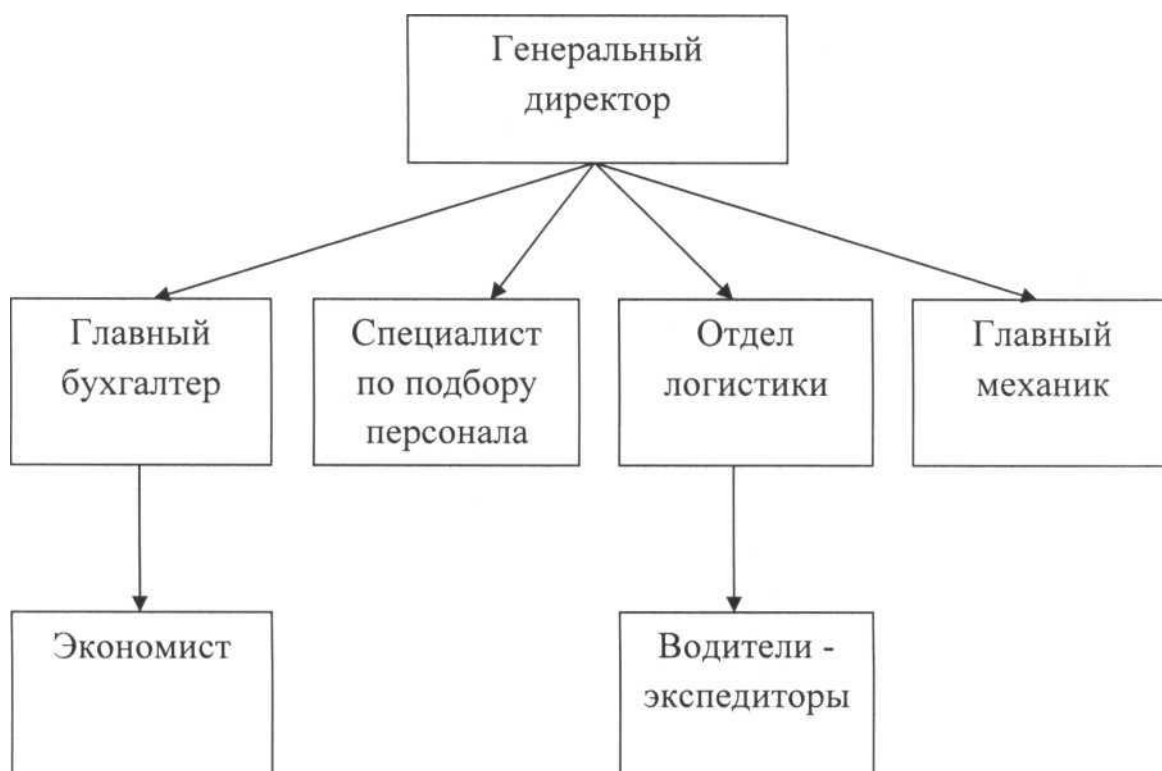 Генеральный
директор
Главный
бухгалтер
Специалист
по подбору
персонала
Отдел
логистики
Главный
механик
Экономист
Водители -
экспедиторы